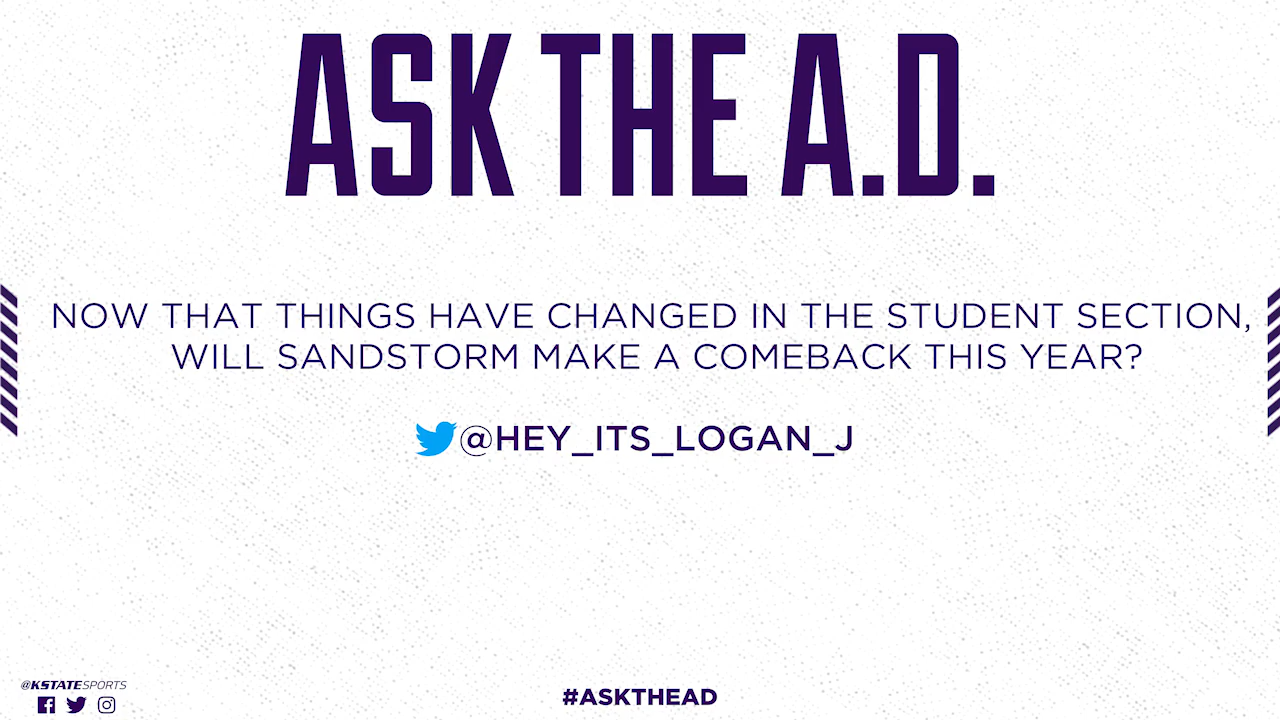 ASK THE A.D.
NOW THAT THINGS HAVE CHANGED IN THE STUDENT SECTION,
WILL SANDSTORM MAKE A COMEBACK THIS YEAR?
@HEY_ITS_LOGAN_J
@KSTATESPORTS
#ASKTHEAD